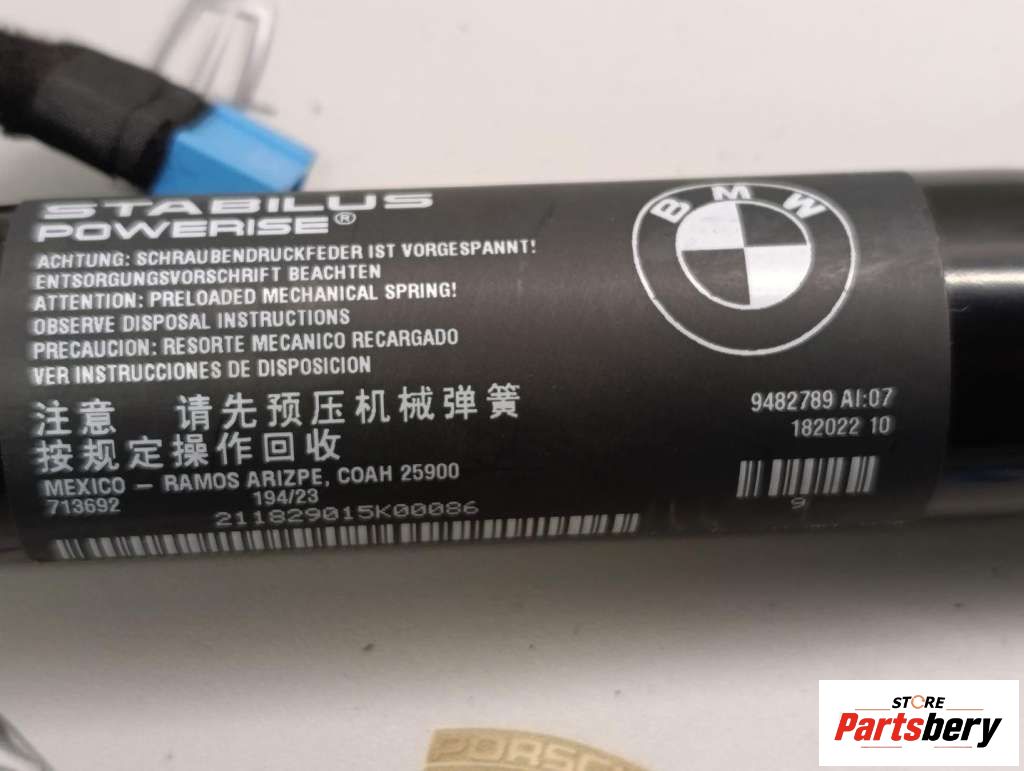 STABILUS
POWERISE®
ACHTUNG: SCHRAUBENDRUCKFEDER IST VORGESPANNT!
ENTSORGUNGSVORSCHRIFT BEACHTEN
ATTENTION: PRELOADED MECHANICAL SPRING!
OBSERVE DISPOSAL INSTRUCTIONS
PRECAUCION: RESORTE MECANICO RECARGADO
VER INSTRUCCIONES DE DISPOSICION
注意 请先预压机械弹簧
按规定操作回收
MEXICO – RAMOS ARIZPE, COAH 25900
713692 194/23
211829015K00086
BMW
9482789 AI:07
182022 10
9
PORSC
STORE
Partsbery